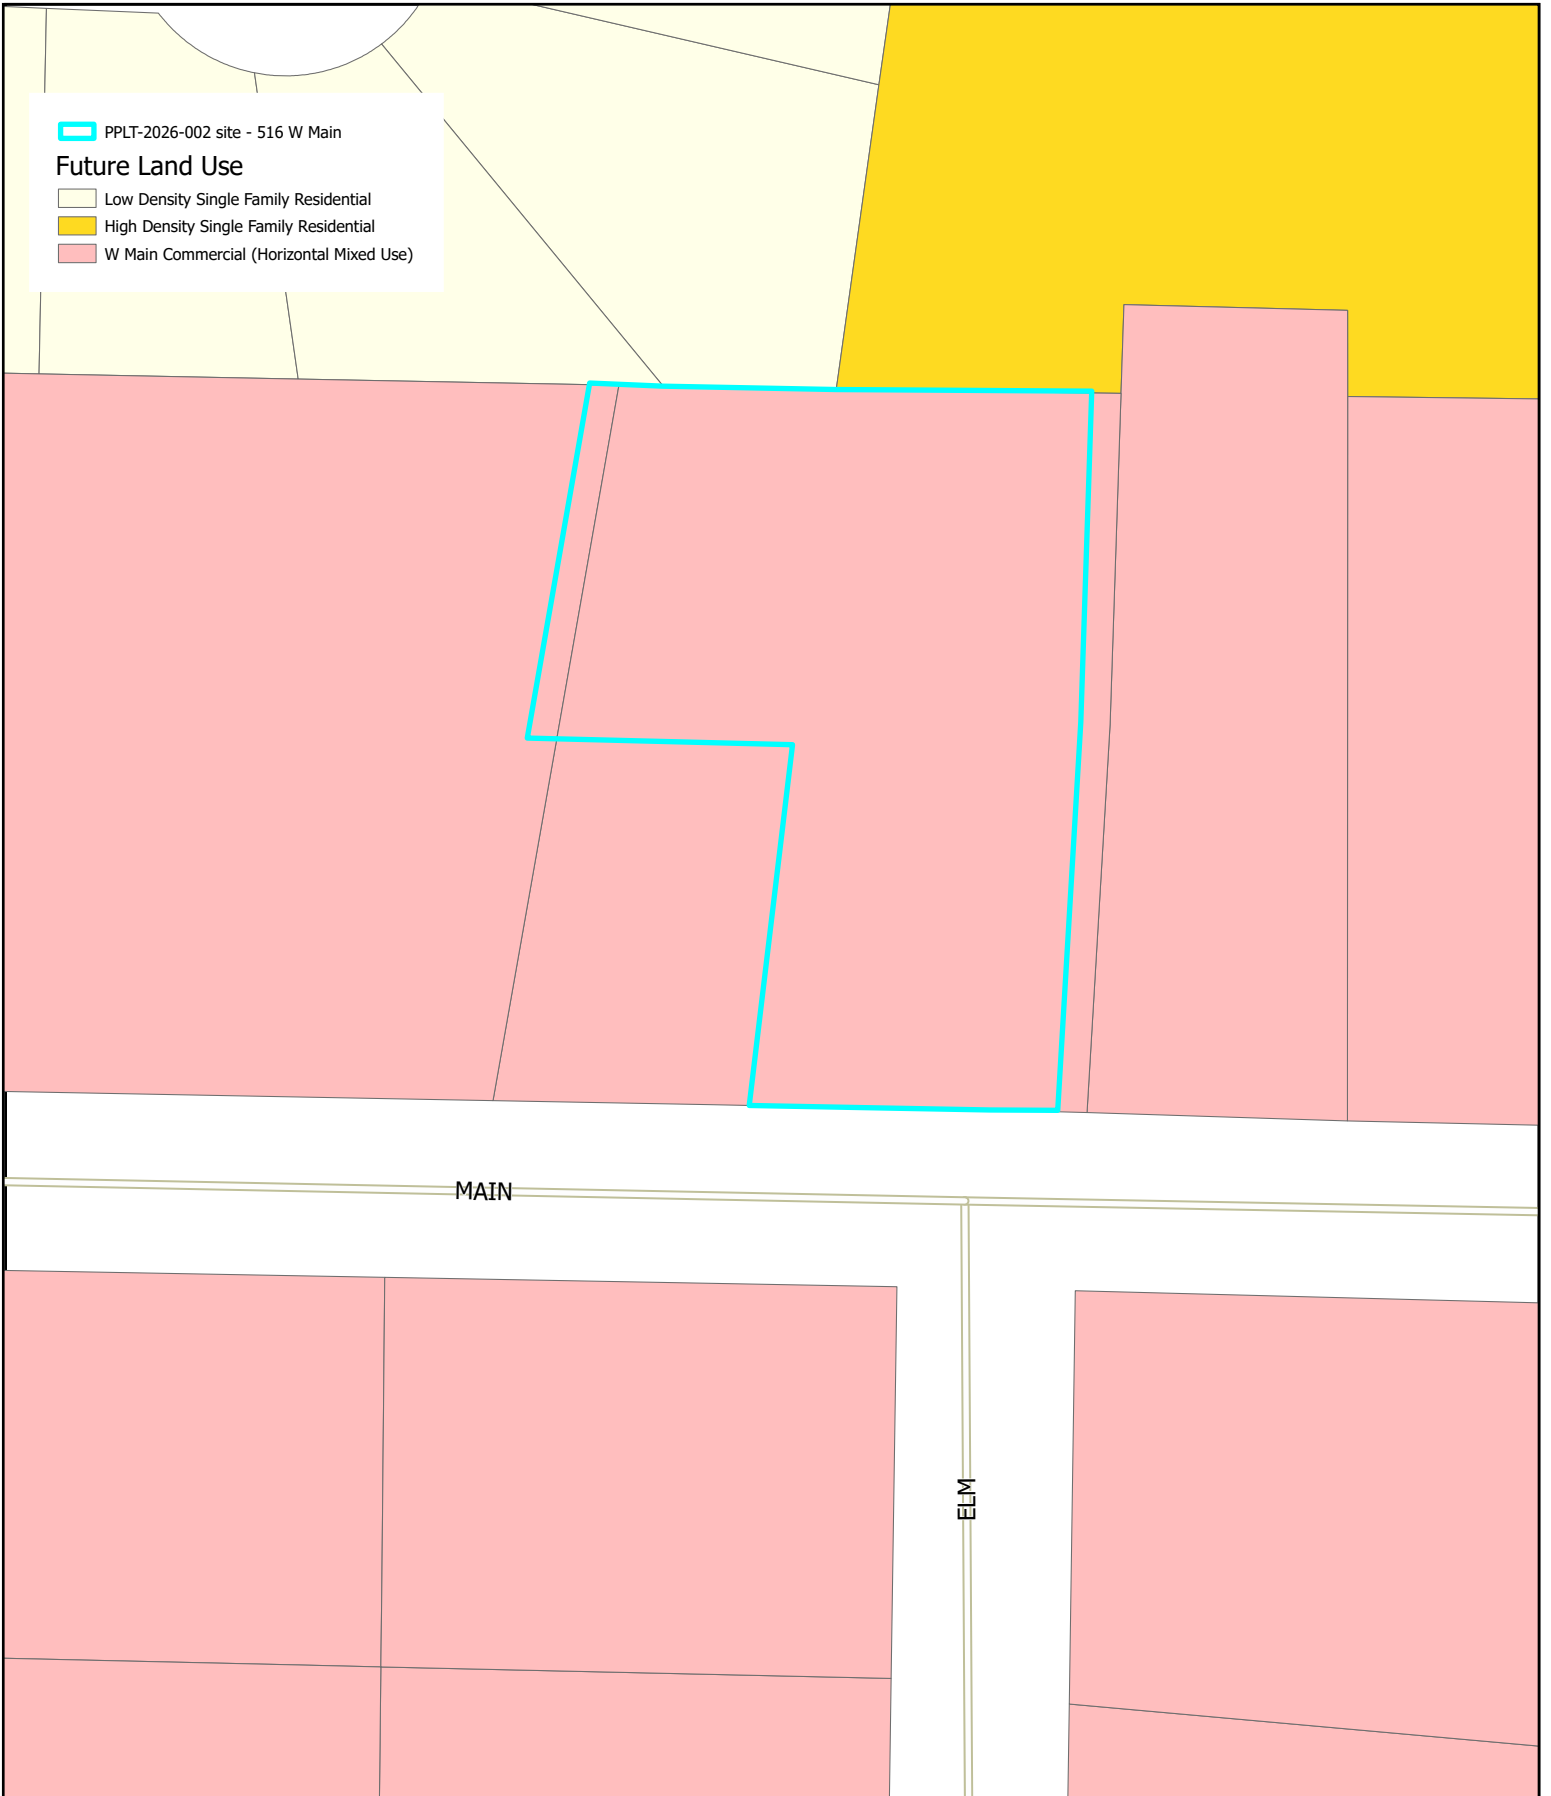 PPLT-2026-002 site - 516 W Main
Future Land Use
Low Density Single Family Residential
High Density Single Family Residential
W Main Commercial (Horizontal Mixed Use)
MAIN
ELM